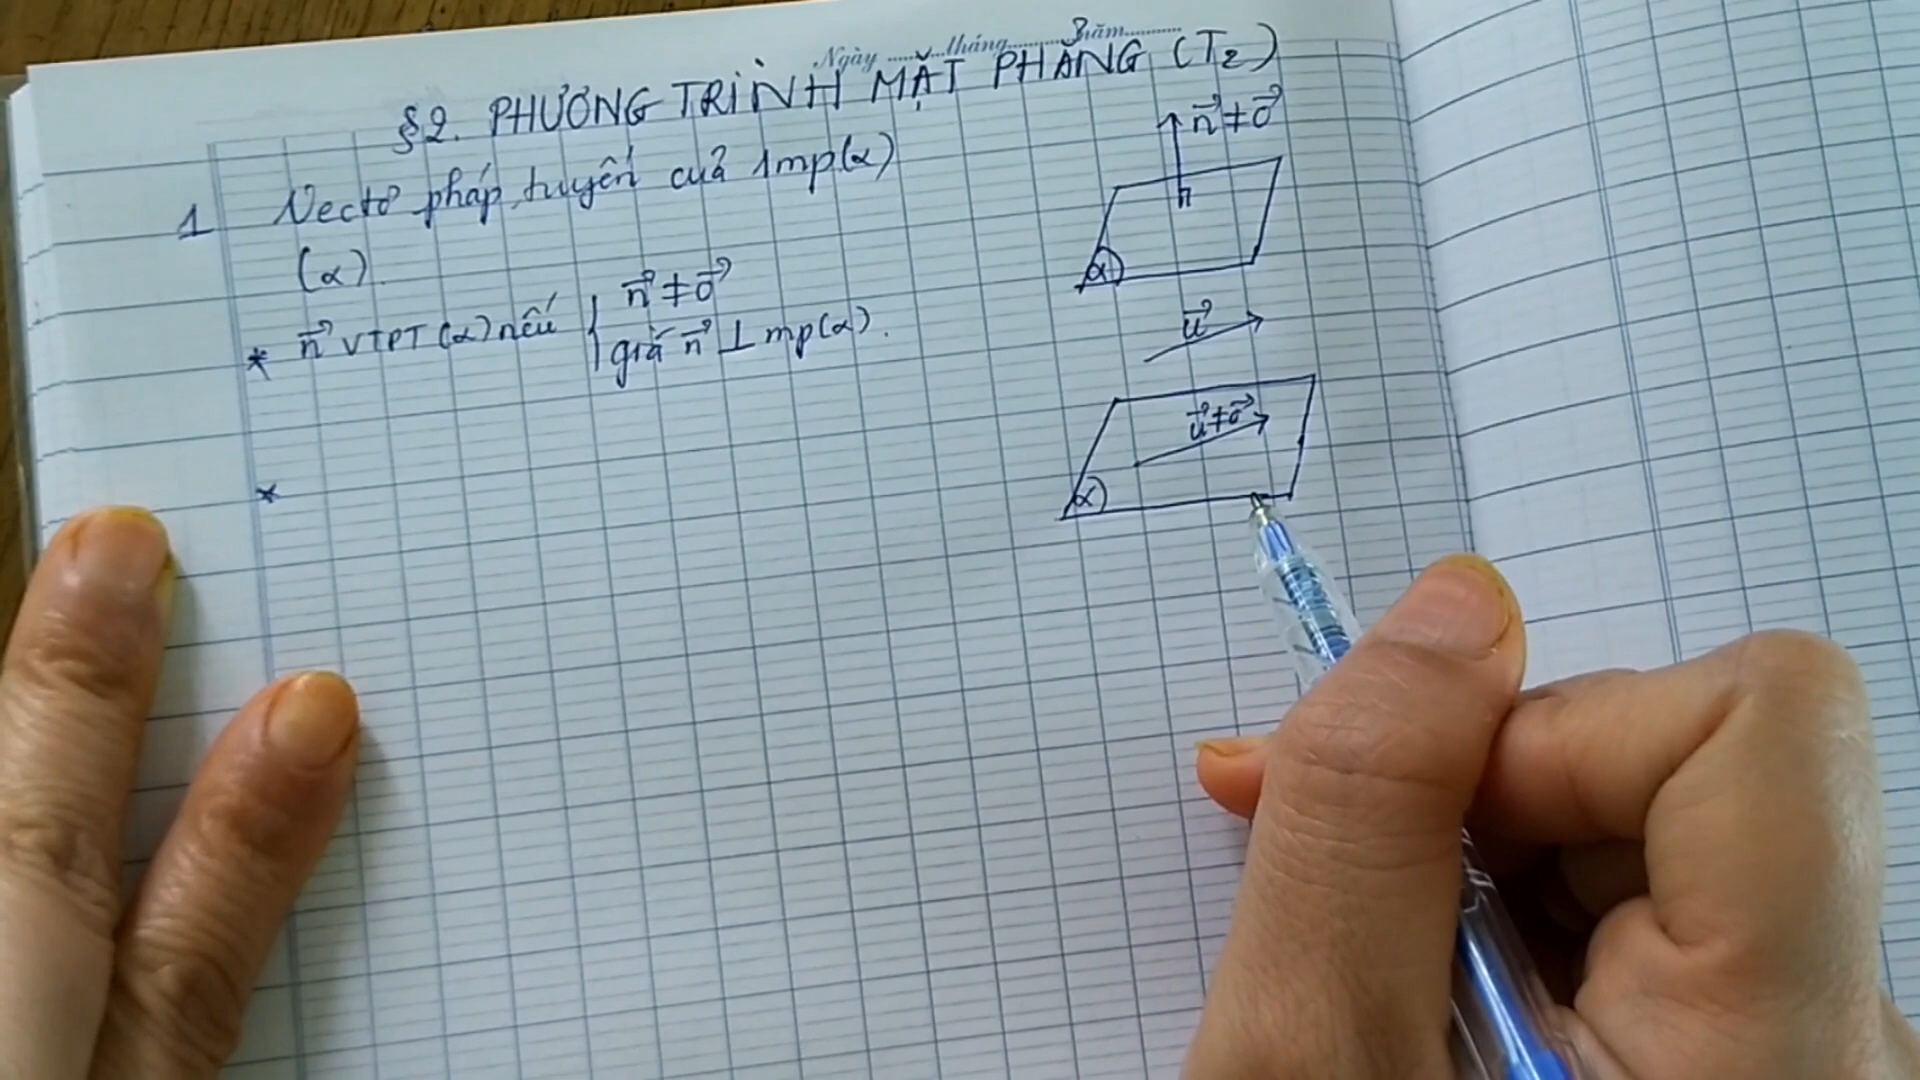 Ngày ........tháng........năm.........
§2. PHƯƠNG TRÌNH MẶT PHẲNG (T2)
1 Vectơ pháp tuyến của 1mp(α)
(α).
* n⃗ VTPT (α) nếu { n⃗ ≠ 0⃗
giá n⃗ ⊥ mp(α).
*
n⃗ ≠ 0⃗
α
u⃗
u⃗ ≠ 0⃗
α